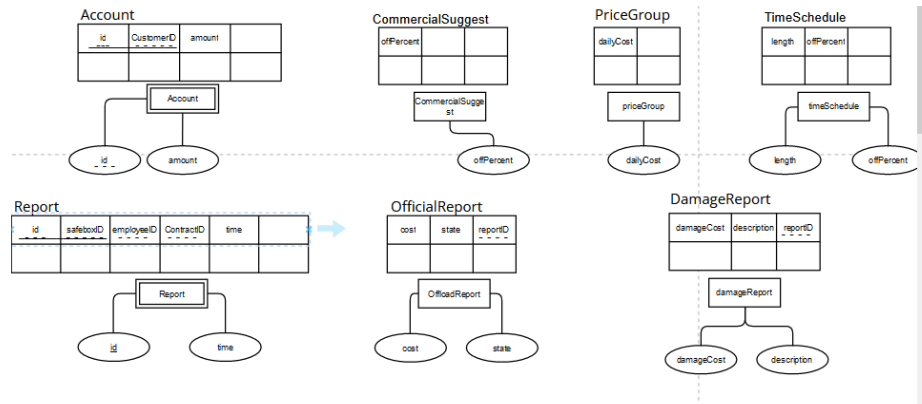 Account
id CustomerID amount
Account
id amount
CommercialSuggest
offPercent
CommercialSugge
st
offPercent
PriceGroup
dailyCost
priceGroup
dailyCost
TimeSchedule
length offPercent
timeSchedule
length offPercent
Report
id safeboxID employeeID ContractID time
Report
id time
OfficialReport
cost state reportID
OffloadReport
cost state
DamageReport
damageCost description reportID
damageReport
damageCost description